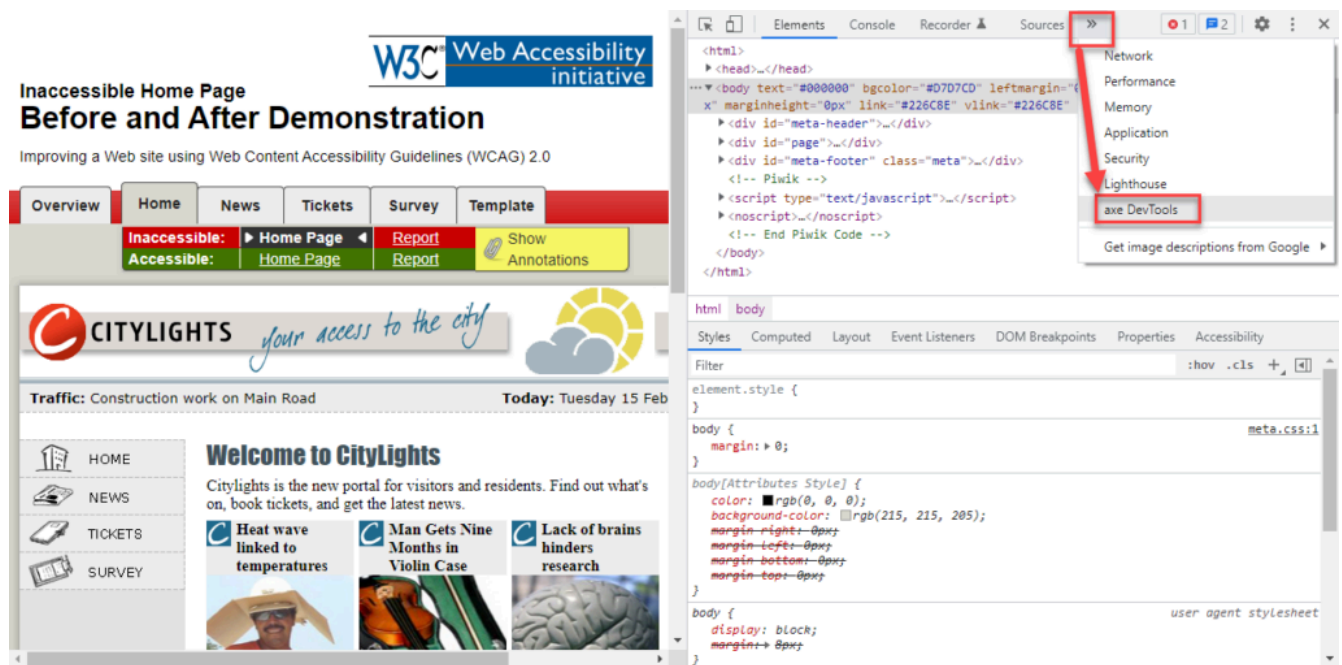 W3C® Web Accessibility
initiative
Inaccessible Home Page
Before and After Demonstration
Improving a Web site using Web Content Accessibility Guidelines (WCAG) 2.0
Overview Home News Tickets Survey Template
Inaccessible: Home Page Report
Accessible: Home Page Report
Show
Annotations
CITYLIGHTS your access to the city
Traffic: Construction work on Main Road Today: Tuesday 15 Feb
HOME
NEWS
TICKETS
SURVEY
Welcome to CityLights
Citylights is the new portal for visitors and residents. Find out what's
on, book tickets, and get the latest news.
Heat wave
linked to
temperatures
Man Gets Nine
Months in
Violin Case
Lack of brains
hinders
research
Elements Console Recorder Sources » 1 2
<html>
<head>…</head>
<body text="#000000" bgcolor="#D7D7CD" leftmargin="
x" marginheight="0px" link="#226C8E" vlink="#226C8E"
<div id="meta-header">…</div>
<div id="page">…</div>
<div id="meta-footer" class="meta">…</div>
<!-- Piwik -->
<script type="text/javascript">…</script>
<noscript>…</noscript>
<!-- End Piwik Code -->
</body>
</html>
Network
Performance
Memory
Application
Security
Lighthouse
axe DevTools
Get image descriptions from Google
html body
Styles Computed Layout Event Listeners DOM Breakpoints Properties Accessibility
Filter :hov .cls +
element.style {
}
body { meta.css:1
margin: 0;
}
body[Attributes Style] {
color: rgb(0, 0, 0);
background-color: rgb(215, 215, 205);
margin-right: 0px;
margin-left: 0px;
margin-bottom: 0px;
margin-top: 0px;
}
body { user agent stylesheet
display: block;
margin: 8px;
}